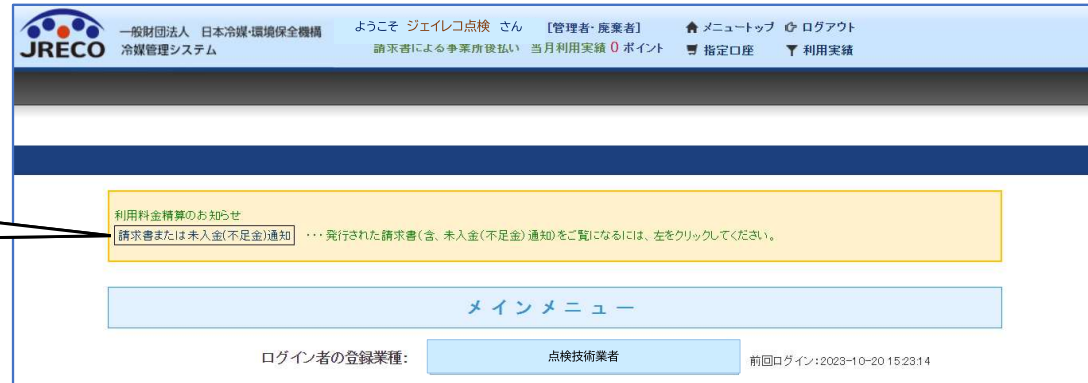 JRECO 一般財団法人 日本冷媒・環境保全機構 冷媒管理システム
ようこそ ジェイレコ点検 さん [管理者・廃棄者]
請求書による事業所後払い 当月利用実績 0 ポイント
メニュートップ ログアウト
指定口座 利用実績
利用料金精算のお知らせ
請求書または未入金(不足金)通知 ・・・発行された請求書(含、未入金(不足金)通知)をご覧になるには、左をクリックしてください。
メインメニュー
ログイン者の登録業種: 点検技術業者 前回ログイン:2023-10-20 15:23:14